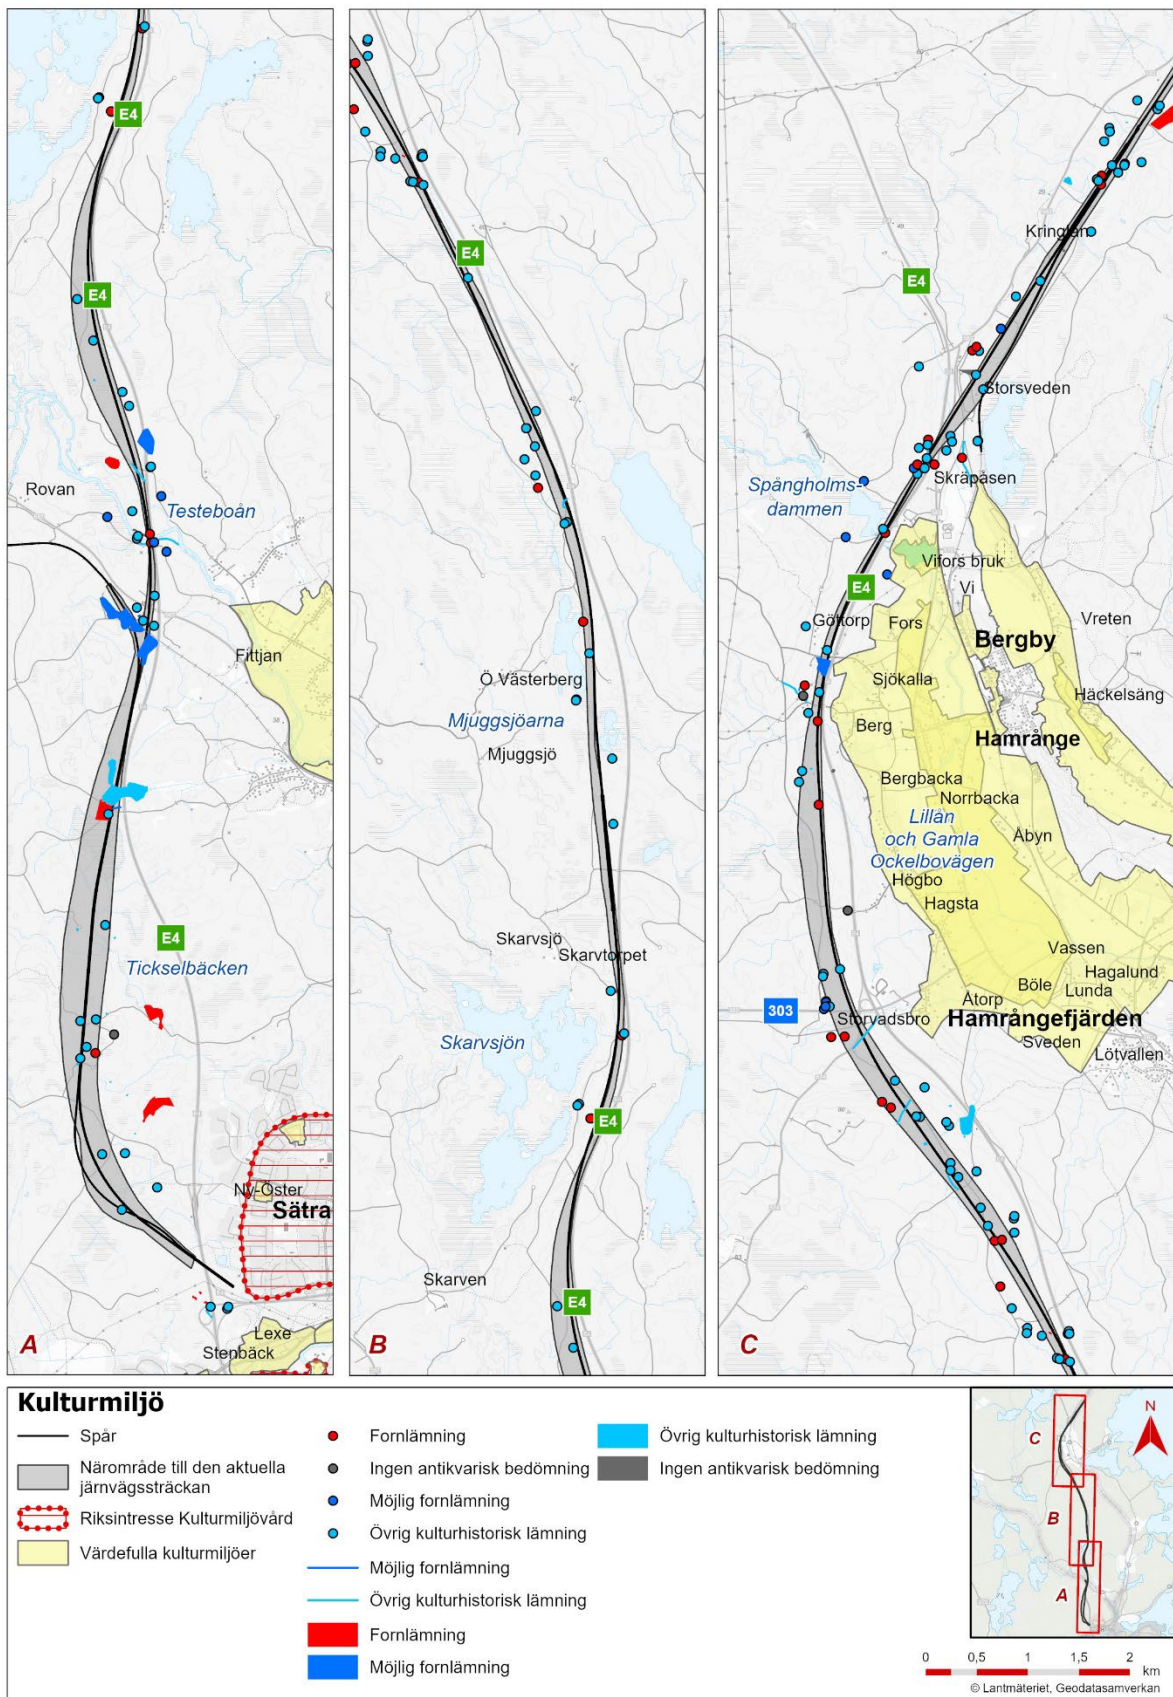 E4
E4
Rovan
Testeboån
Fittjan
E4
Tickselbäcken
Ny-Öster
Sätra
Lexe
Stenbäck
A
E4
Ö Västerberg
Mjuggsjöarna
Mjuggsjö
Skarvsjö
Skarvtorpet
Skarvsjön
E4
Skarven
E4
B
Kringlan
E4
Storsveden
Skräpåsen
Spångholms-
dammen
Vifors bruk
E4
Vi
Göttorp
Fors
Vreten
Bergby
Sjökalla
Häckelsäng
Berg
Hamrånge
Bergbacka
Norrbacka
Lillån
och Gamla
Ockelbovägen
Åbyn
Högbo
Hagsta
Vassen
Hagalund
Böle
Lunda
Åtorp
303
Storvadsbro
Hamrångefjärden
Sveden
Lötvallen
C
Kulturmiljö
Spår
Närområde till den aktuella
järnvägssträckan
Riksintresse Kulturmiljövård
Värdefulla kulturmiljöer
Fornlämning
Ingen antikvarisk bedömning
Möjlig fornlämning
Övrig kulturhistorisk lämning
Möjlig fornlämning
Övrig kulturhistorisk lämning
Fornlämning
Möjlig fornlämning
Övrig kulturhistorisk lämning
Ingen antikvarisk bedömning
N
C
B
A
0 0,5 1 1,5 2
km
© Lantmäteriet, Geodatasamverkan